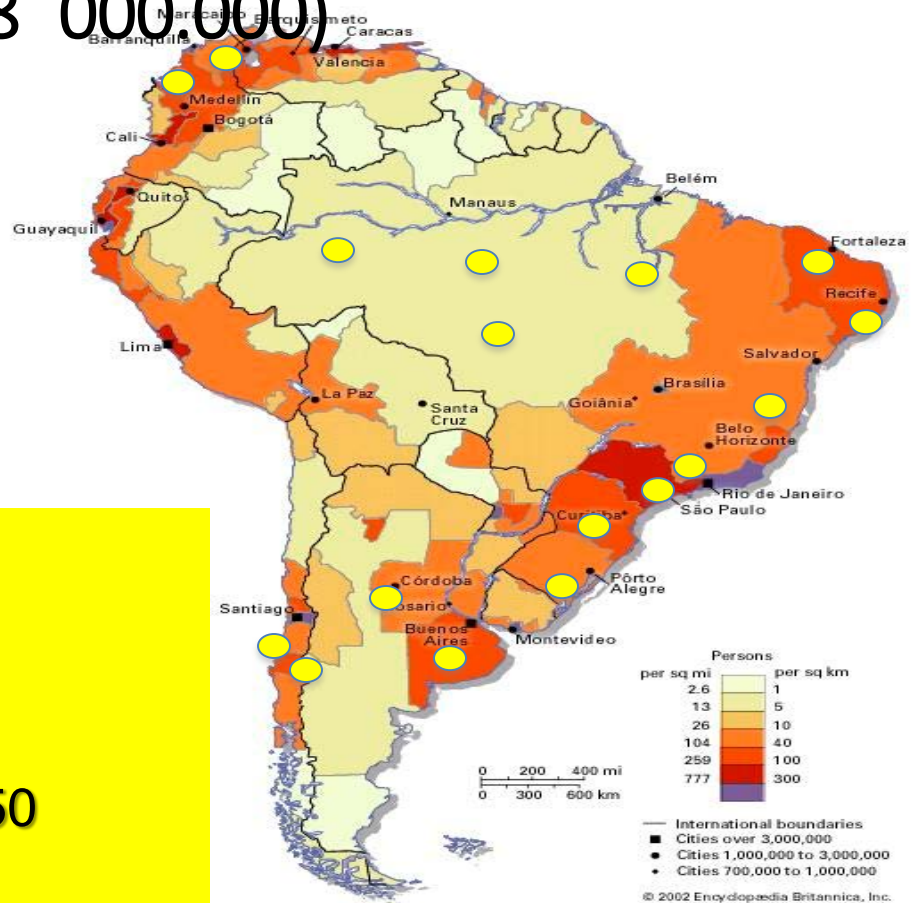 000.000)
Maracaibo
Barquisimeto
Barranquilla
Caracas
Valencia
Medellín
Bogotá
Cali
Quito
Guayaquil
Belém
Manaus
Fortaleza
Recife
Lima
Salvador
La Paz
Santa
Cruz
Brasília
Goiânia
Belo
Horizonte
Rio de Janeiro
São Paulo
Curitiba
Pôrto
Alegre
Córdoba
osario
Santiago
Buenos
Aires
Montevideo
Persons
per sq mi per sq km
2.6 1
13 5
26 10
104 40
259 100
777 300
0 200 400 mi
0 300 600 km
International boundaries
Cities over 3,000,000
Cities 1,000,000 to 3,000,000
Cities 700,000 to 1,000,000
© 2002 Encyclopædia Britannica, Inc.